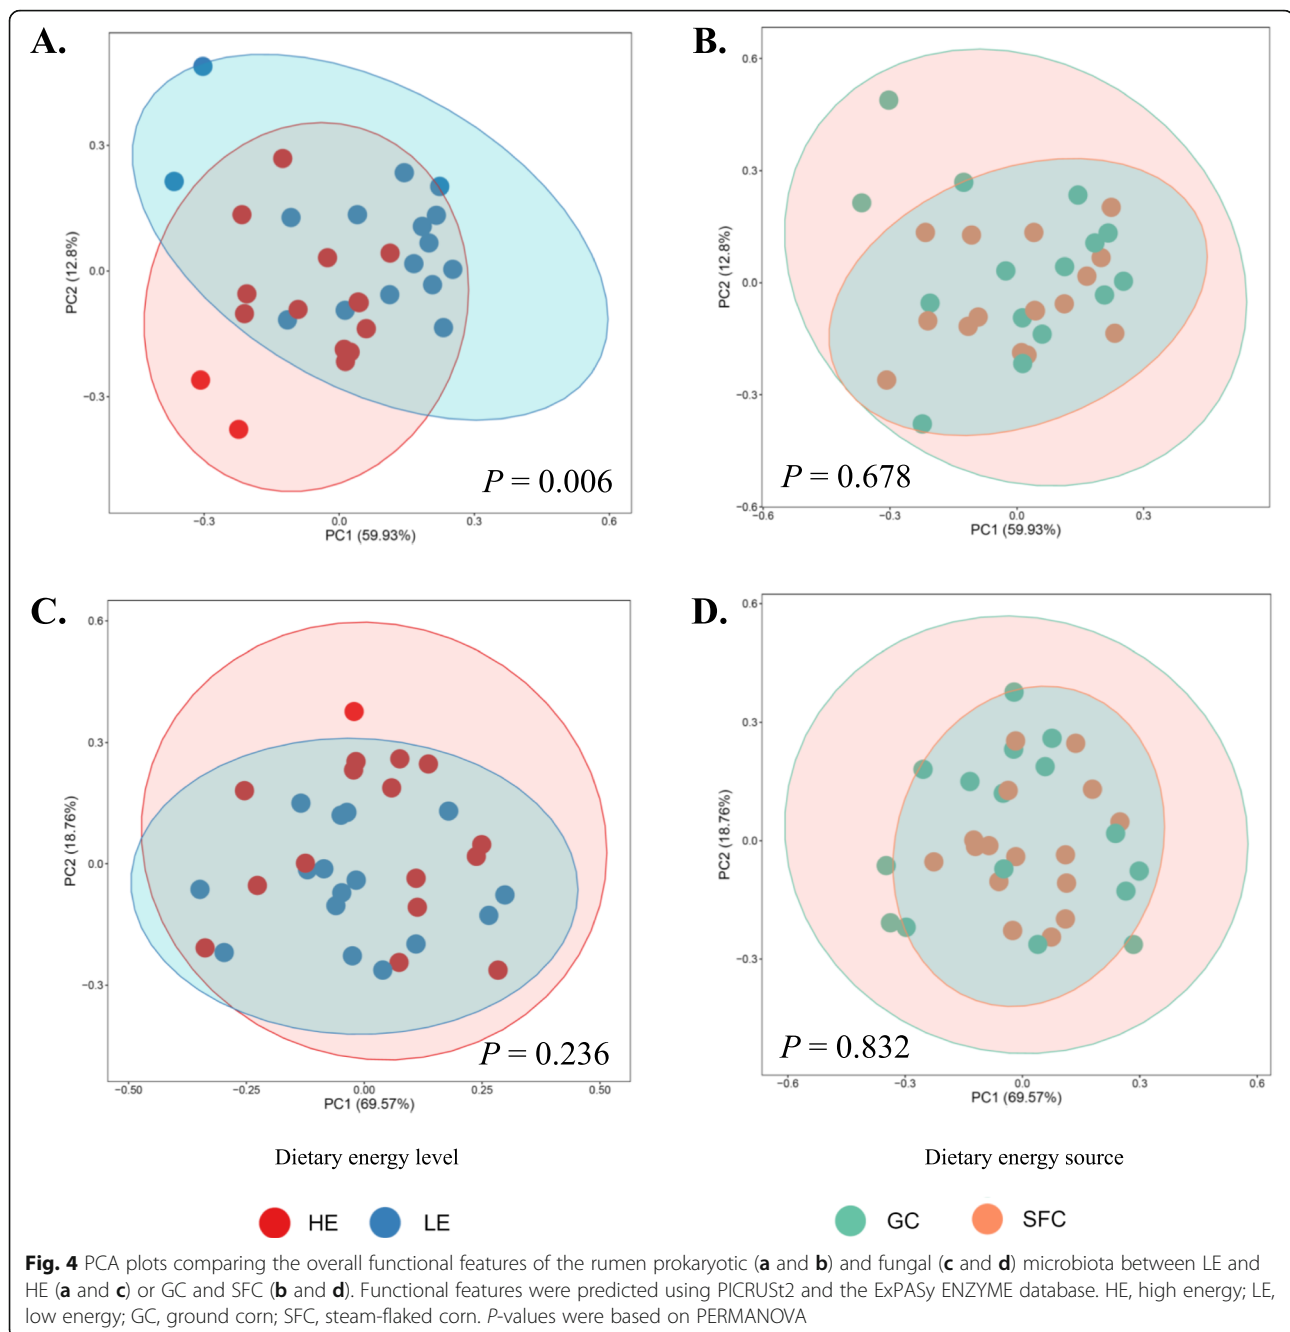 A.
0.3
0.0
−0.3
PC2 (12.8%)
−0.3
0.0
0.3
0.6
PC1 (59.93%)
P = 0.006
B.
0.6
0.3
0.0
−0.3
−0.6
PC2 (12.8%)
−0.6
−0.3
0.0
0.3
PC1 (59.93%)
P = 0.678
C.
0.6
0.3
0.0
−0.3
PC2 (18.76%)
−0.50
−0.25
0.00
0.25
0.50
PC1 (69.57%)
P = 0.236
D.
0.6
0.3
0.0
−0.3
PC2 (18.76%)
−0.6
−0.3
0.0
0.3
0.6
PC1 (69.57%)
P = 0.832
Dietary energy level
HE
LE
Dietary energy source
GC
SFC
Fig. 4 PCA plots comparing the overall functional features of the rumen prokaryotic (a and b) and fungal (c and d) microbiota between LE and
HE (a and c) or GC and SFC (b and d). Functional features were predicted using PICRUSt2 and the ExPASy ENZYME database. HE, high energy; LE,
low energy; GC, ground corn; SFC, steam-flaked corn. P-values were based on PERMANOVA